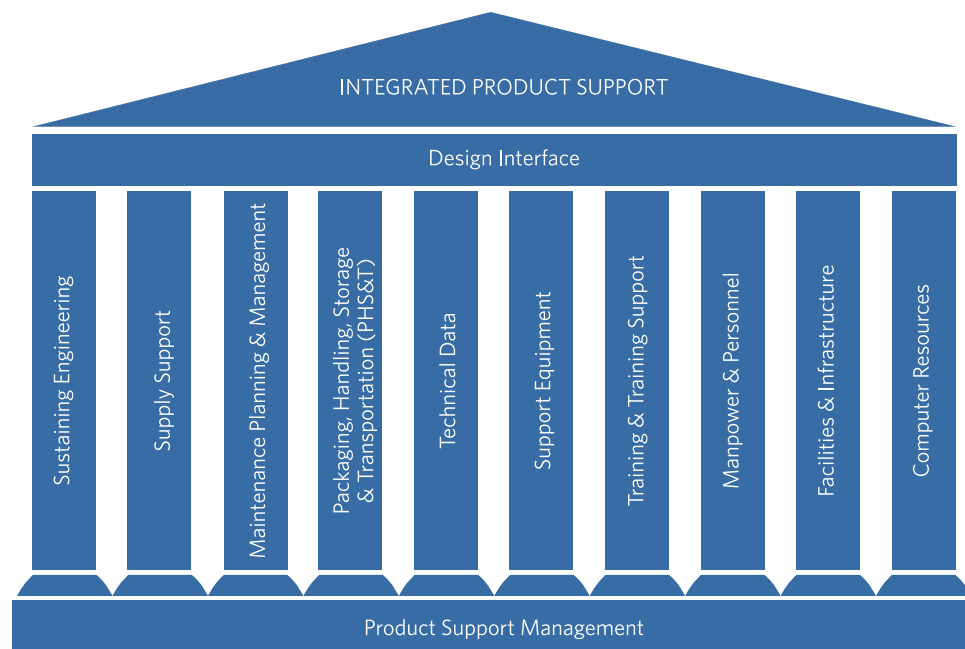 INTEGRATED PRODUCT SUPPORT
Design Interface
Sustaining Engineering
Supply Support
Maintenance Planning & Management
Packaging, Handling, Storage
& Transportation (PHS&T)
Technical Data
Support Equipment
Training & Training Support
Manpower & Personnel
Facilities & Infrastructure
Computer Resources
Product Support Management